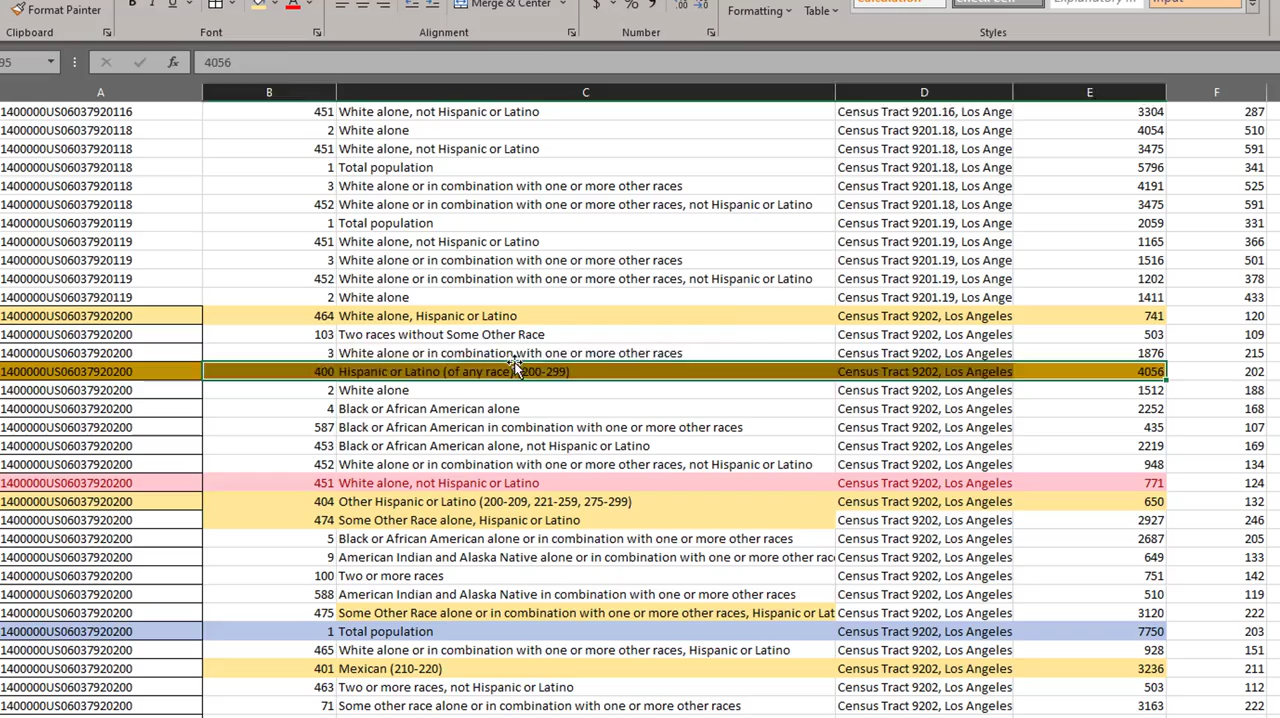 B I U
Merge & Center
$ % 9
Format Painter
Formatting Table
Calculation Check Cell Explanatory Input
Clipboard Font Alignment Number Styles
95 fx 4056
A B C D E F
1400000US06037920116 451 White alone, not Hispanic or Latino Census Tract 9201.16, Los Ange 3304 287
1400000US06037920118 2 White alone Census Tract 9201.18, Los Ange 4054 510
1400000US06037920118 451 White alone, not Hispanic or Latino Census Tract 9201.18, Los Ange 3475 591
1400000US06037920118 1 Total population Census Tract 9201.18, Los Ange 5796 341
1400000US06037920118 3 White alone or in combination with one or more other races Census Tract 9201.18, Los Ange 4191 525
1400000US06037920118 452 White alone or in combination with one or more other races, not Hispanic or Latino Census Tract 9201.18, Los Ange 3475 591
1400000US06037920119 1 Total population Census Tract 9201.19, Los Ange 2059 331
1400000US06037920119 451 White alone, not Hispanic or Latino Census Tract 9201.19, Los Ange 1165 366
1400000US06037920119 3 White alone or in combination with one or more other races Census Tract 9201.19, Los Ange 1516 501
1400000US06037920119 452 White alone or in combination with one or more other races, not Hispanic or Latino Census Tract 9201.19, Los Ange 1202 378
1400000US06037920119 2 White alone Census Tract 9201.19, Los Ange 1411 433
1400000US06037920200 464 White alone, Hispanic or Latino Census Tract 9202, Los Angeles 741 120
1400000US06037920200 103 Two races without Some Other Race Census Tract 9202, Los Angeles 503 109
1400000US06037920200 3 White alone or in combination with one or more other races Census Tract 9202, Los Angeles 1876 215
1400000US06037920200 400 Hispanic or Latino (of any race) (200-299) Census Tract 9202, Los Angeles 4056 202
1400000US06037920200 2 White alone Census Tract 9202, Los Angeles 1512 188
1400000US06037920200 4 Black or African American alone Census Tract 9202, Los Angeles 2252 168
1400000US06037920200 587 Black or African American in combination with one or more other races Census Tract 9202, Los Angeles 435 107
1400000US06037920200 453 Black or African American alone, not Hispanic or Latino Census Tract 9202, Los Angeles 2219 169
1400000US06037920200 452 White alone or in combination with one or more other races, not Hispanic or Latino Census Tract 9202, Los Angeles 948 134
1400000US06037920200 451 White alone, not Hispanic or Latino Census Tract 9202, Los Angeles 771 124
1400000US06037920200 404 Other Hispanic or Latino (200-209, 221-259, 275-299) Census Tract 9202, Los Angeles 650 132
1400000US06037920200 474 Some Other Race alone, Hispanic or Latino Census Tract 9202, Los Angeles 2927 246
1400000US06037920200 5 Black or African American alone or in combination with one or more other races Census Tract 9202, Los Angeles 2687 205
1400000US06037920200 9 American Indian and Alaska Native alone or in combination with one or more other rac Census Tract 9202, Los Angeles 649 133
1400000US06037920200 100 Two or more races Census Tract 9202, Los Angeles 751 142
1400000US06037920200 588 American Indian and Alaska Native in combination with one or more other races Census Tract 9202, Los Angeles 510 119
1400000US06037920200 475 Some Other Race alone or in combination with one or more other races, Hispanic or Lat Census Tract 9202, Los Angeles 3120 222
1400000US06037920200 1 Total population Census Tract 9202, Los Angeles 7750 203
1400000US06037920200 465 White alone or in combination with one or more other races, Hispanic or Latino Census Tract 9202, Los Angeles 928 151
1400000US06037920200 401 Mexican (210-220) Census Tract 9202, Los Angeles 3236 211
1400000US06037920200 463 Two or more races, not Hispanic or Latino Census Tract 9202, Los Angeles 503 112
1400000US06037920200 71 Some other race alone or in combination with one or more other races Census Tract 9202, Los Angeles 3163 222